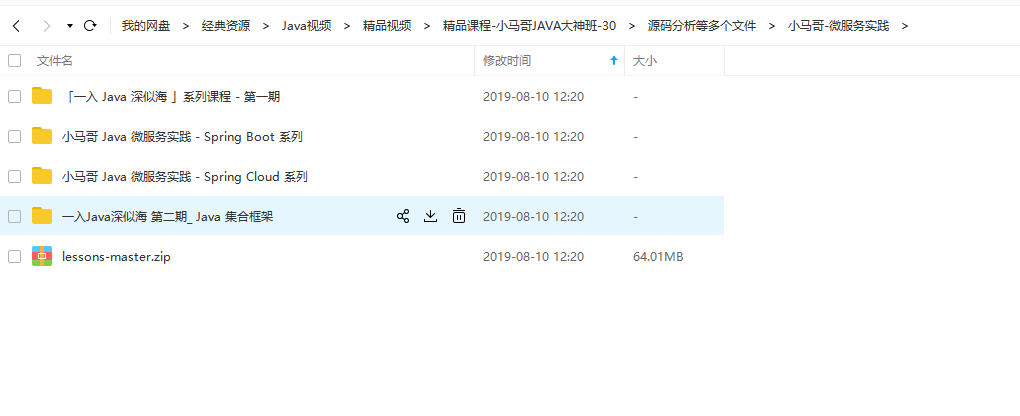 我的网盘 > 经典资源 > Java视频 > 精品视频 > 精品课程-小马哥JAVA大神班-30 > 源码分析等多个文件 > 小马哥-微服务实践 >
文件名 修改时间 大小
「一入 Java 深似海 」系列课程 - 第一期 2019-08-10 12:20 -
小马哥 Java 微服务实践 - Spring Boot 系列 2019-08-10 12:20 -
小马哥 Java 微服务实践 - Spring Cloud 系列 2019-08-10 12:20 -
一入Java深似海 第二期_ Java 集合框架 2019-08-10 12:20 -
lessons-master.zip 2019-08-10 12:20 64.01MB